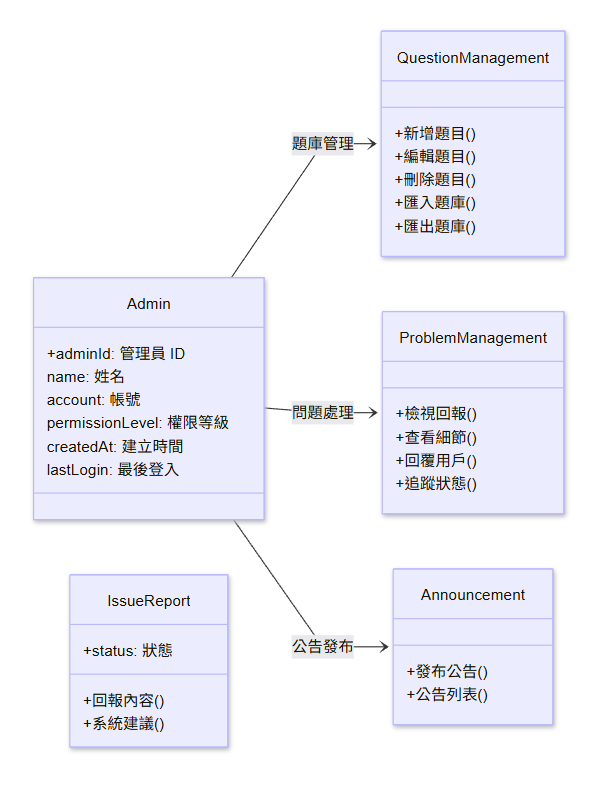 QuestionManagement
+新增題目()
+編輯題目()
+刪除題目()
+匯入題庫()
+匯出題庫()
題庫管理
Admin
+adminId: 管理員 ID
name: 姓名
account: 帳號
permissionLevel: 權限等級
createdAt: 建立時間
lastLogin: 最後登入
問題處理
ProblemManagement
+檢視回報()
+查看細節()
+回覆用戶()
+追蹤狀態()
IssueReport
+status: 狀態
+回報內容()
+系統建議()
公告發布
Announcement
+發布公告()
+公告列表()